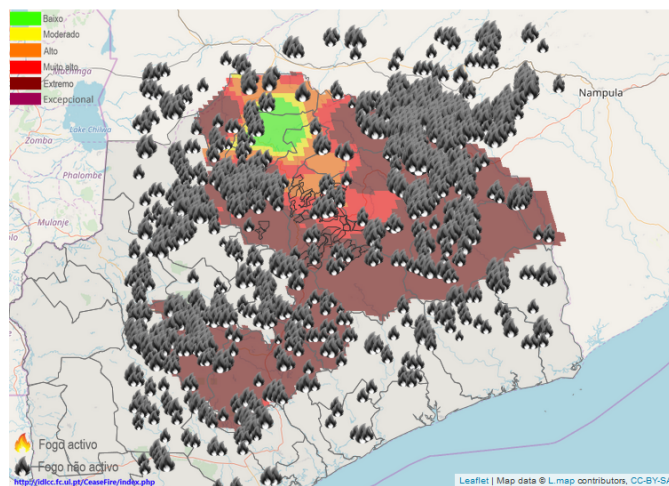 Baixo
Moderado
Alto
Muito alto
Extremo
Excepcional
Machinga
Lake Chilwa
Zomba
Phalombe
Mulanje
Nampula
Fogo activo
Fogo não activo
http://idlcc.fc.ul.pt/CeaseFire/index.php
Leaflet | Map data © L.map contributors, CC-BY-SA